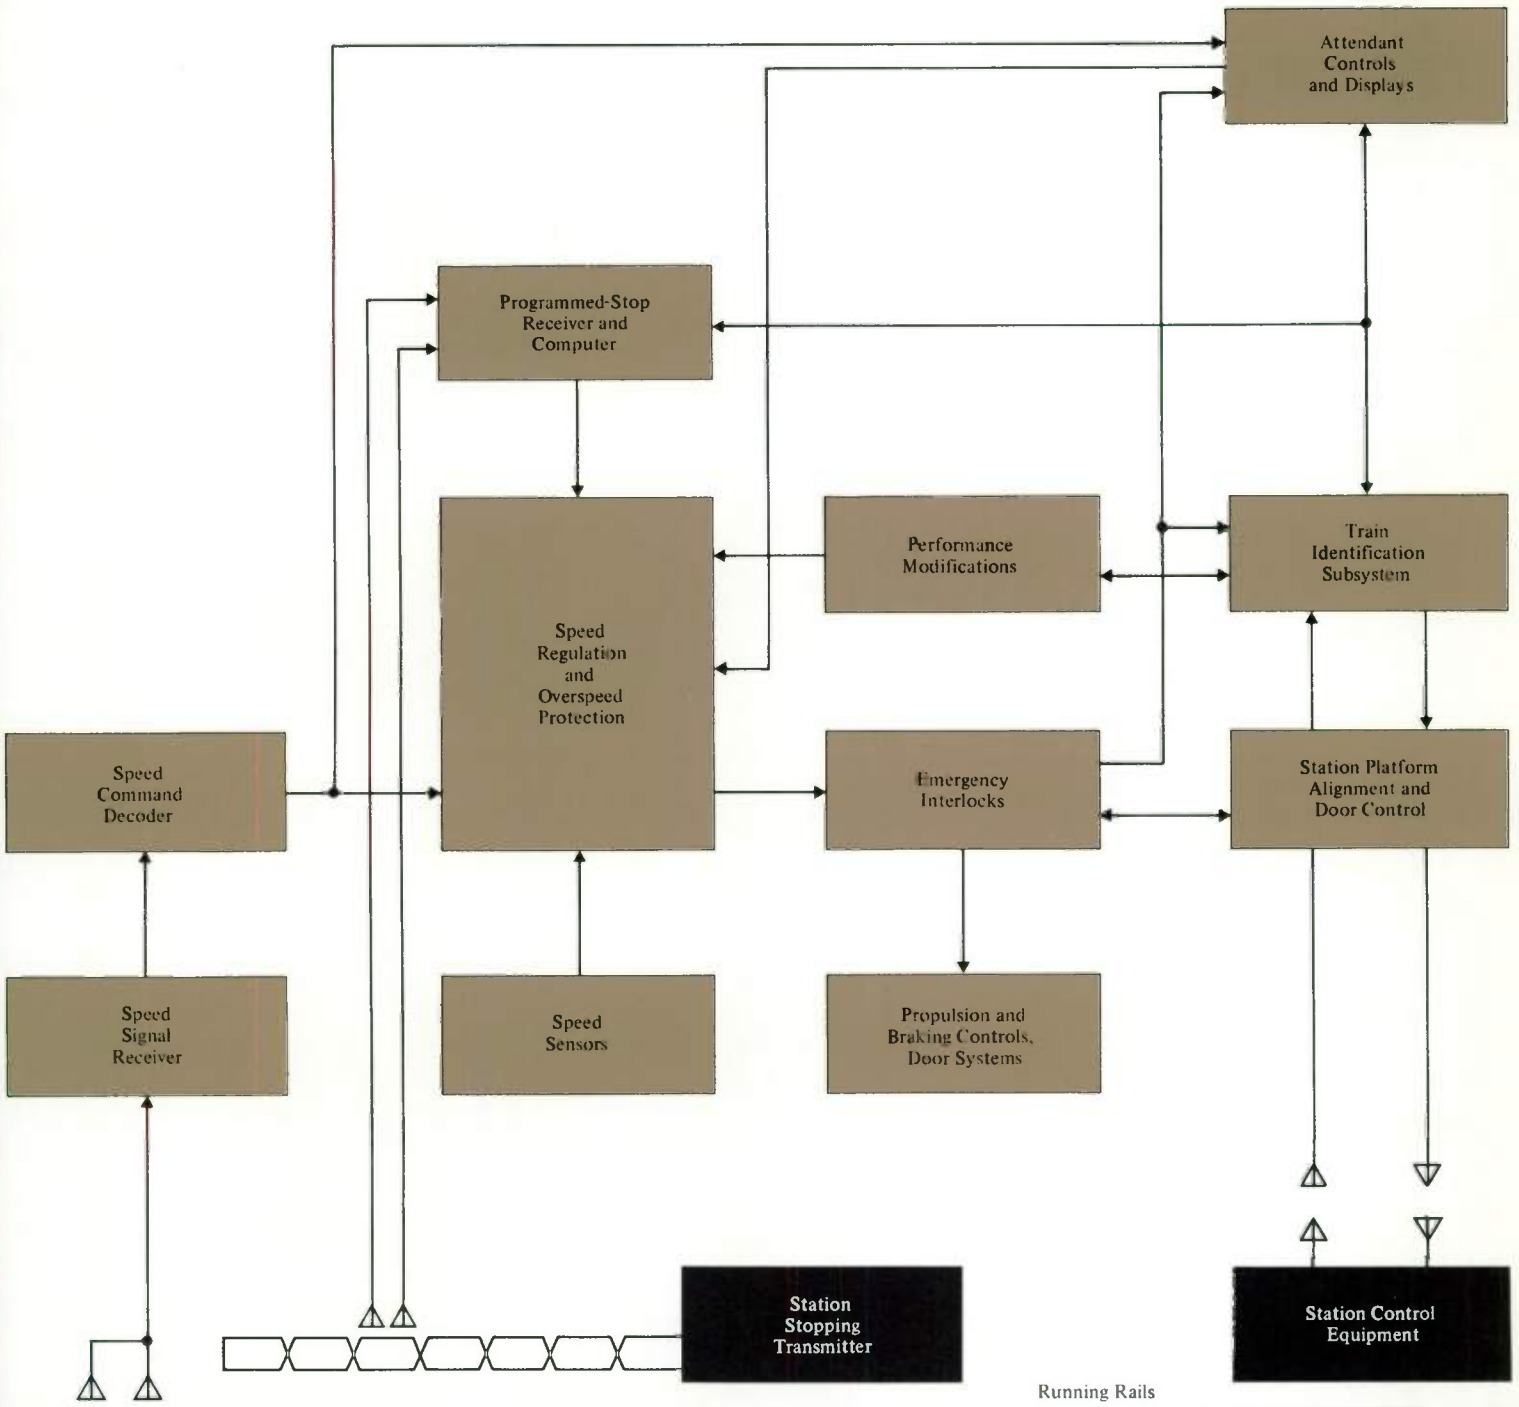 Attendant
Controls
and Displays
Programmed-Stop
Receiver and
Computer
Train
Identification
Subsystem
Performance
Modifications
Speed
Regulation
and
Overspeed
Protection
Speed
Command
Decoder
Emergency
Interlocks
Station Platform
Alignment and
Door Control
Speed
Signal
Receiver
Speed
Sensors
Propulsion and
Braking Controls,
Door Systems
Station
Stopping
Transmitter
Station Control
Equipment
Running Rails